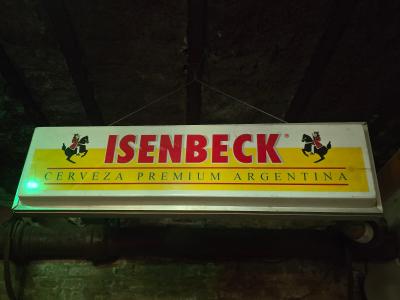 ISENBECK®
CERVEZA PREMIUM ARGENTINA